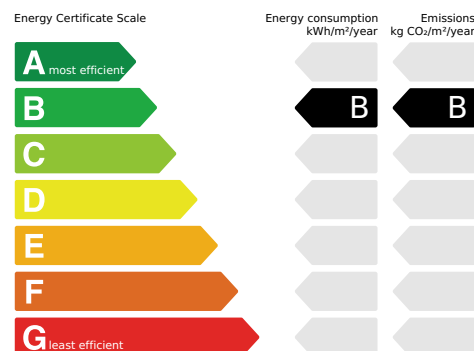 Energy Certificate Scale
Energy consumption
kWh/m²/year
Emissions
kg CO₂/m²/year
A most efficient
B
B
B
C
D
E
F
G least efficient